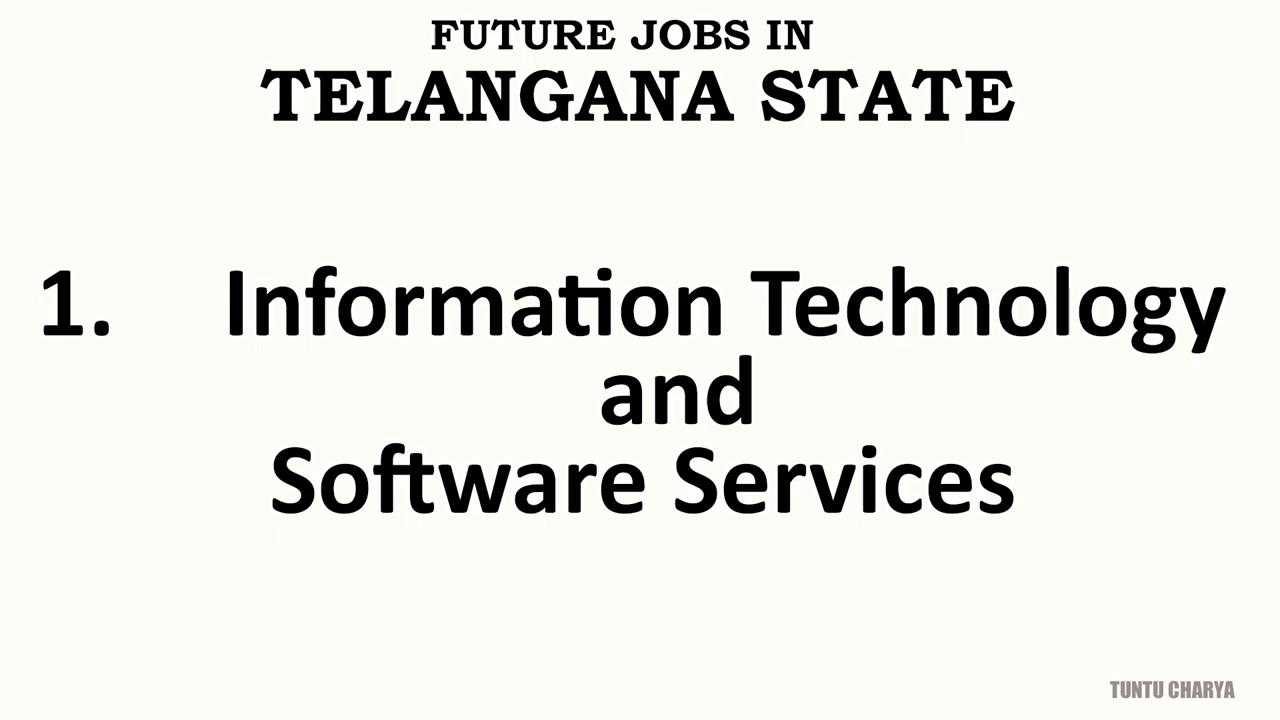 FUTURE JOBS IN
TELANGANA STATE
1. Information Technology
and
Software Services
TUNTU CHARYA